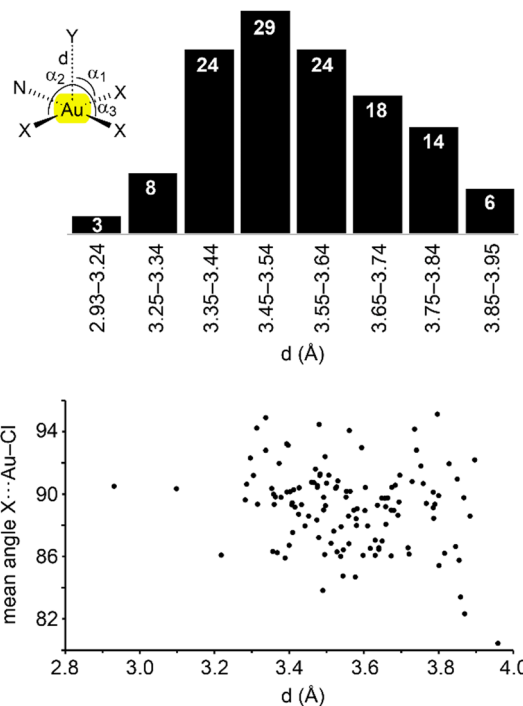 Y
d
α2 α1
N X
Au α3
X X
3
8
24
29
24
18
14
6
2.93–3.24
3.25–3.34
3.35–3.44
3.45–3.54
3.55–3.64
3.65–3.74
3.75–3.84
3.85–3.95
d (Å)
mean angle X···Au–Cl
94
90
86
82
2.8 3.0 3.2 3.4 3.6 3.8 4.0
d (Å)